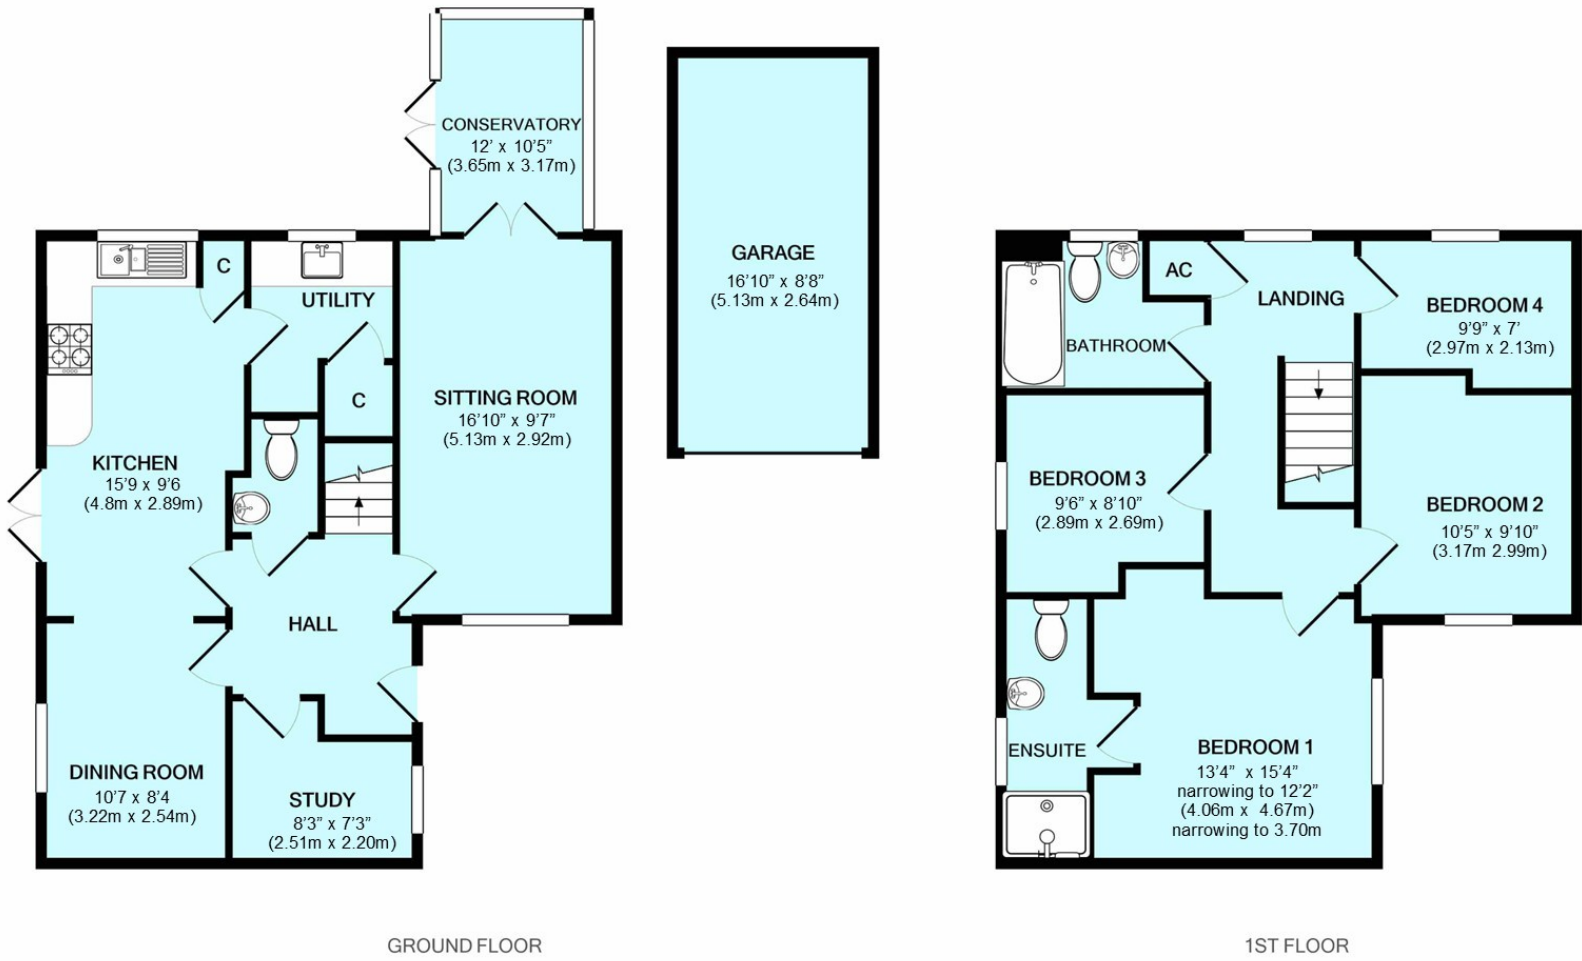 CONSERVATORY
12' x 10'5"
(3.65m x 3.17m)
C
UTILITY
C
SITTING ROOM
16'10" x 9'7"
(5.13m x 2.92m)
KITCHEN
15'9 x 9'6
(4.8m x 2.89m)
HALL
DINING ROOM
10'7 x 8'4
(3.22m x 2.54m)
STUDY
8'3" x 7'3"
(2.51m x 2.20m)
GROUND FLOOR
GARAGE
16'10" x 8'8"
(5.13m x 2.64m)
AC
LANDING
BATHROOM
BEDROOM 4
9'9" x 7'
(2.97m x 2.13m)
BEDROOM 3
9'6" x 8'10"
(2.89m x 2.69m)
BEDROOM 2
10'5" x 9'10"
(3.17m 2.99m)
ENSUITE
BEDROOM 1
13'4" x 15'4"
narrowing to 12'2"
(4.06m x 4.67m)
narrowing to 3.70m
1ST FLOOR